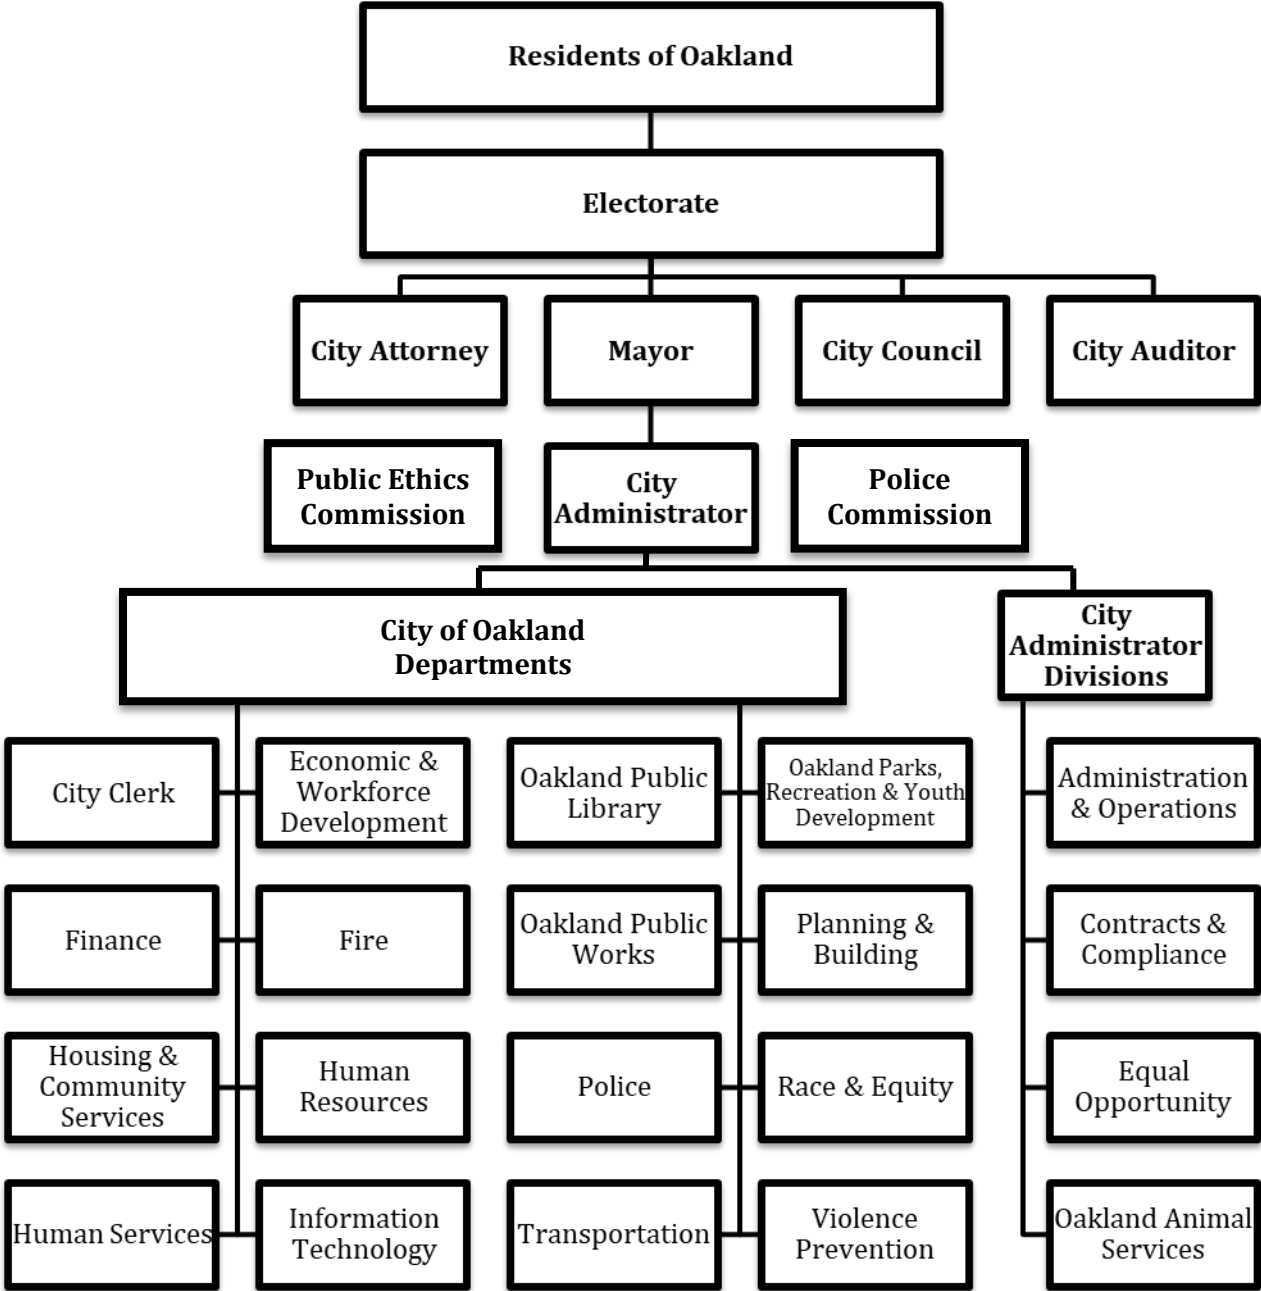 Residents of Oakland
Electorate
City Attorney
Mayor
City Council
City Auditor
Public Ethics
Commission
City
Administrator
Police
Commission
City of Oakland
Departments
City
Administrator
Divisions
City Clerk
Economic &
Workforce
Development
Oakland Public
Library
Oakland Parks,
Recreation & Youth
Development
Administration
& Operations
Finance
Fire
Oakland Public
Works
Planning &
Building
Contracts &
Compliance
Housing &
Community
Services
Human
Resources
Police
Race & Equity
Equal
Opportunity
Human Services
Information
Technology
Transportation
Violence
Prevention
Oakland Animal
Services